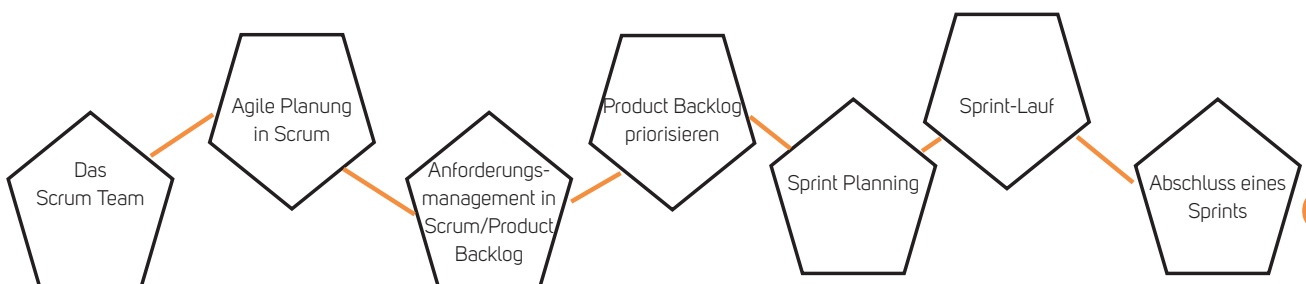 Das
Scrum Team
Agile Planung
in Scrum
Anforderungs-
management in
Scrum/Product
Backlog
Product Backlog
priorisieren
Sprint Planning
Sprint-Lauf
Abschluss eines
Sprints